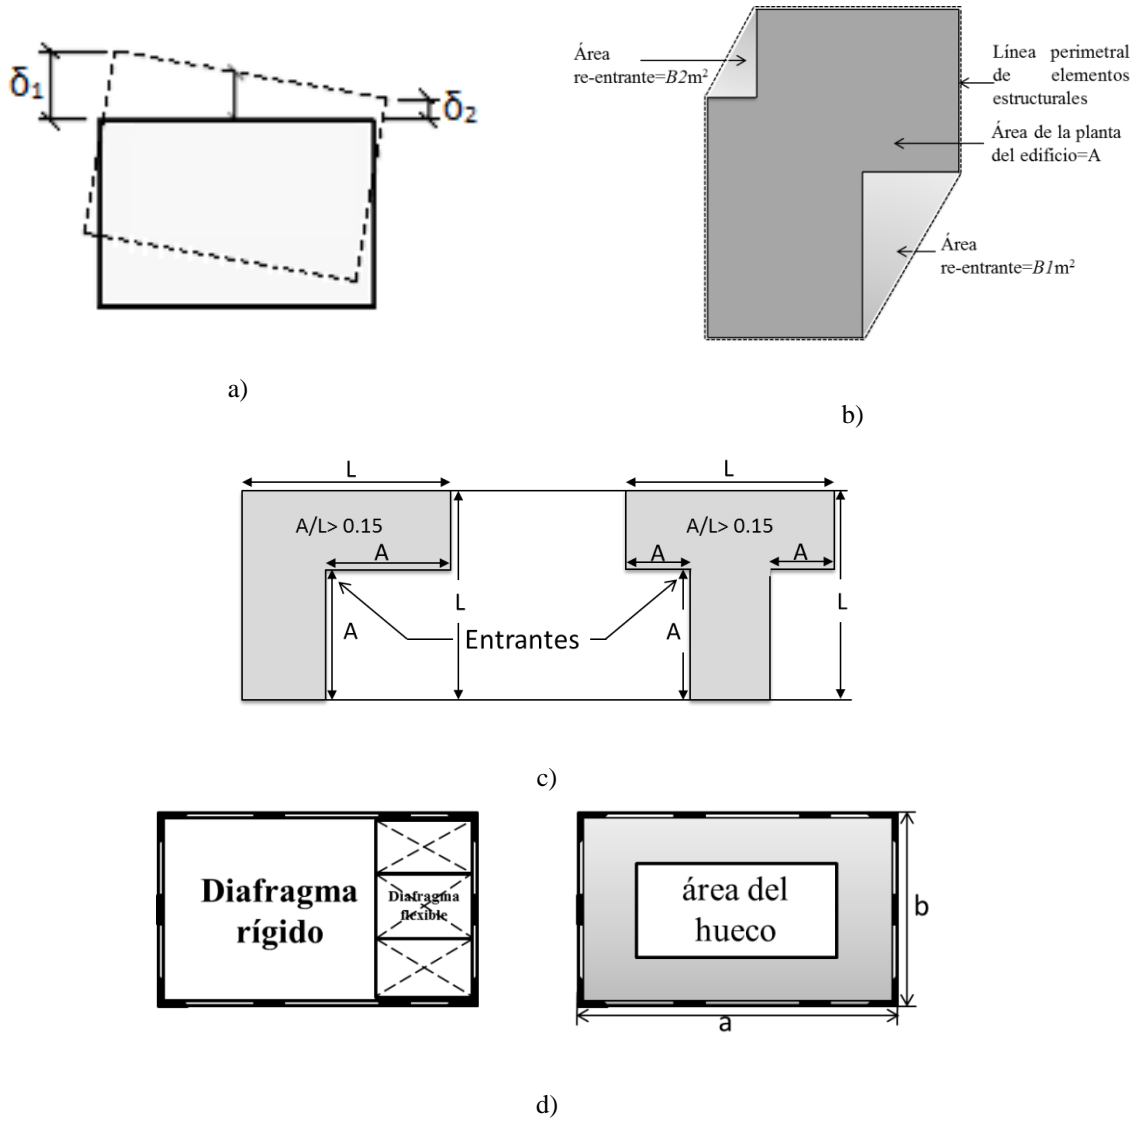 δ₁
δ₂
a)
Área
re-entrante=B2m²
Línea perimetral
de elementos
estructurales
Área de la planta
del edificio=A
Área
re-entrante=B1m²
b)
L
A/L> 0.15
A
A
L
Entrantes
L
A/L> 0.15
A
A
A
L
c)
Diafragma
rígido
Diafragma
flexible
área del
hueco
b
a
d)